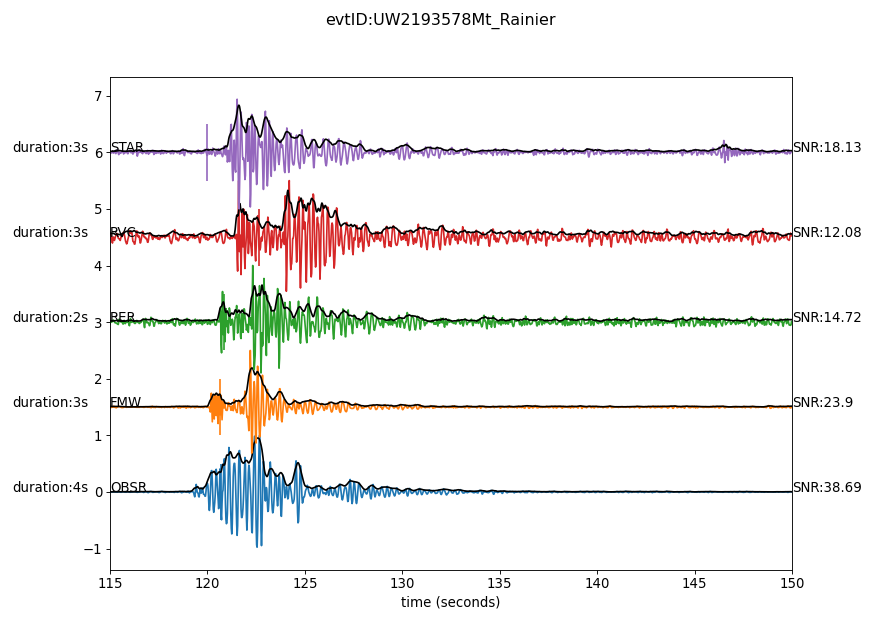 evtID:UW2193578Mt_Rainier
7
duration:3s STAR 6 SNR:18.13
5
duration:3s RVC SNR:12.08
4
duration:2s RER 3 SNR:14.72
2
duration:3s FMW SNR:23.9
1
duration:4s OBSR 0 SNR:38.69
−1
115 120 125 130 135 140 145 150
time (seconds)